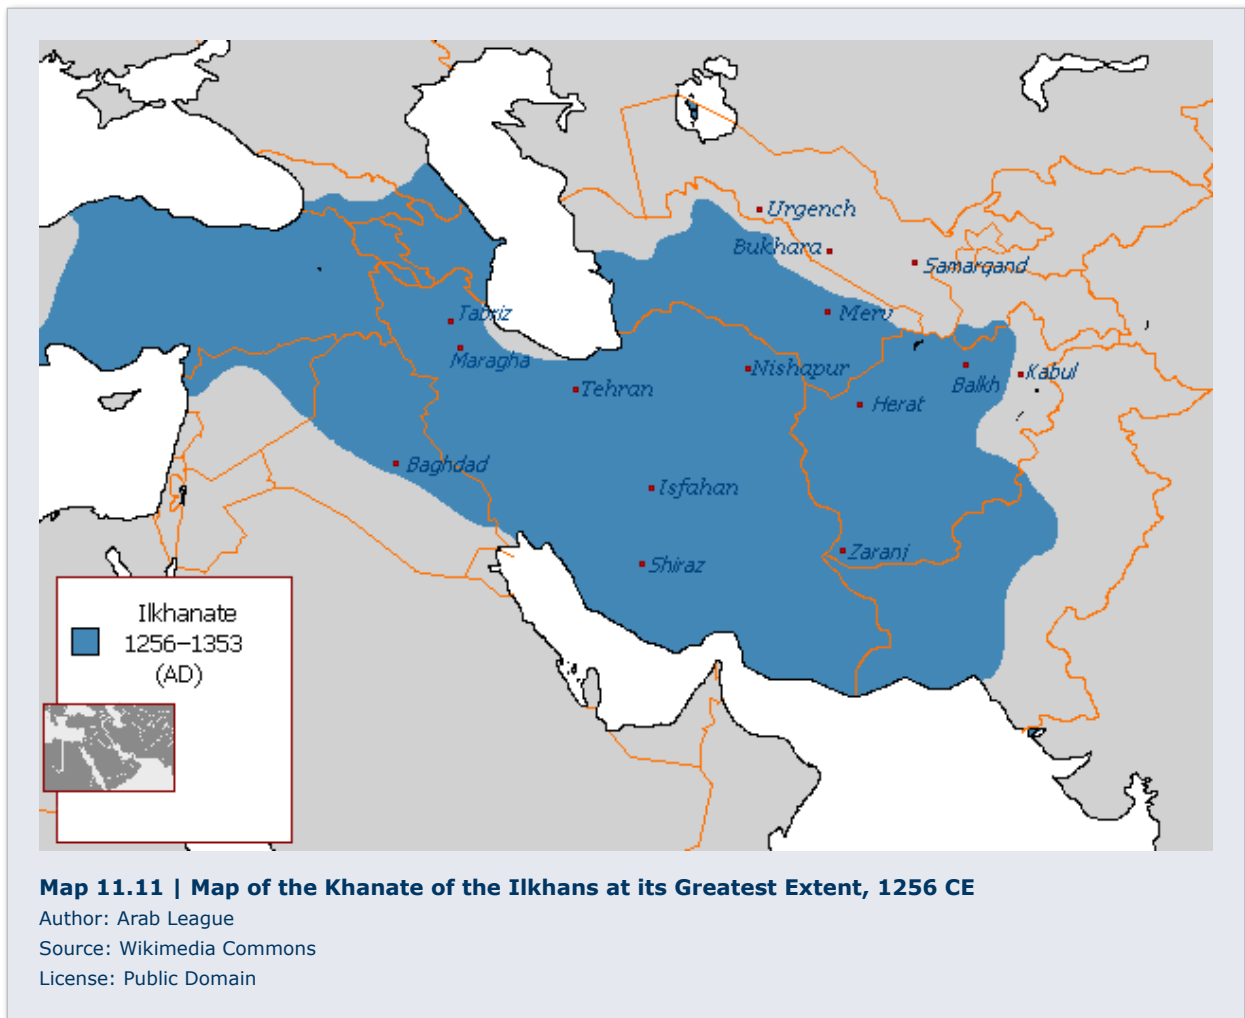 Urgench
Bukhara
Samarqand
Tabriz
Merv
Maragha
Nishapur
Tehran
Balkh
Kabul
Herat
Baghdad
Isfahan
Zaranj
Shiraz
Ilkhanate
1256–1353
(AD)
Map 11.11 | Map of the Khanate of the Ilkhans at its Greatest Extent, 1256 CE
Author: Arab League
Source: Wikimedia Commons
License: Public Domain